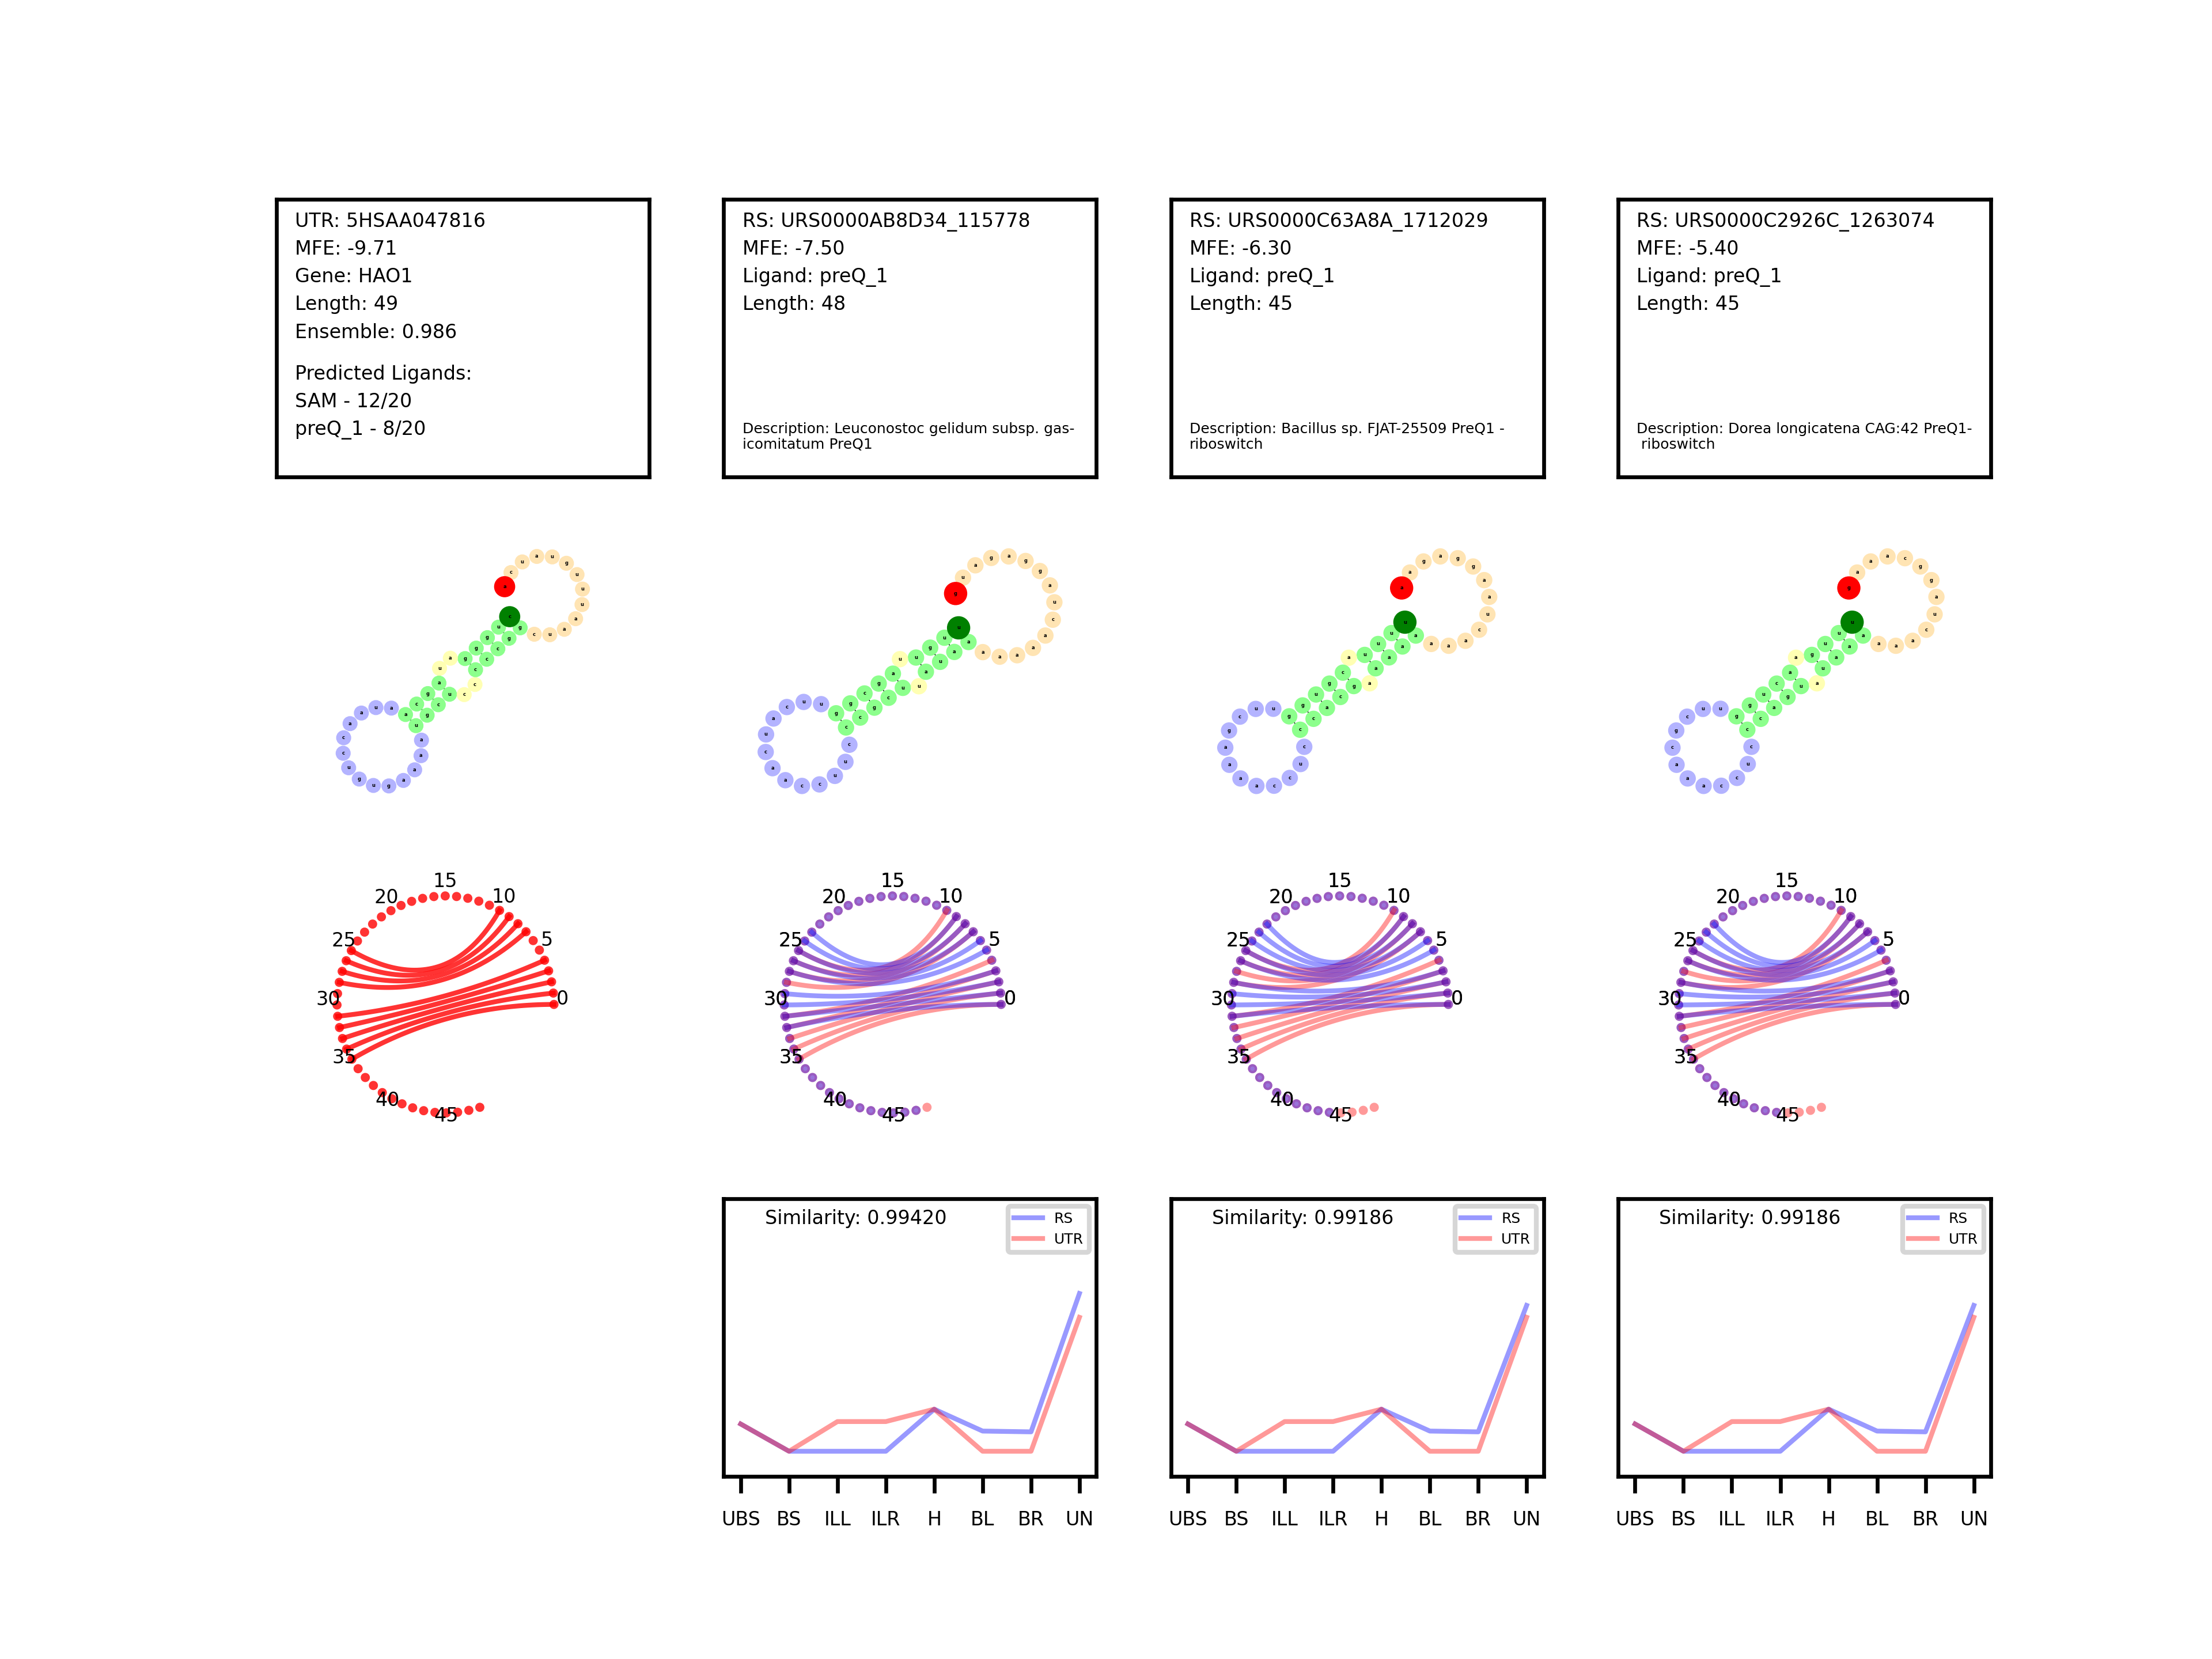 UTR: 5HSAA047816
MFE: -9.71
Gene: HAO1
Length: 49
Ensemble: 0.986
Predicted Ligands:
SAM - 12/20
preQ_1 - 8/20
RS: URS0000AB8D34_115778
MFE: -7.50
Ligand: preQ_1
Length: 48
Description: Leuconostoc gelidum subsp. gas-
icomitatum PreQ1
RS: URS0000C63A8A_1712029
MFE: -6.30
Ligand: preQ_1
Length: 45
Description: Bacillus sp. FJAT-25509 PreQ1 -
riboswitch
RS: URS0000C2926C_1263074
MFE: -5.40
Ligand: preQ_1
Length: 45
Description: Dorea longicatena CAG:42 PreQ1-
riboswitch
0
5
10
15
20
25
30
35
40
45
0
5
10
15
20
25
30
35
40
45
0
5
10
15
20
25
30
35
40
45
0
5
10
15
20
25
30
35
40
45
Similarity: 0.99420
RS
UTR
UBS BS ILL ILR H BL BR UN
Similarity: 0.99186
RS
UTR
UBS BS ILL ILR H BL BR UN
Similarity: 0.99186
RS
UTR
UBS BS ILL ILR H BL BR UN